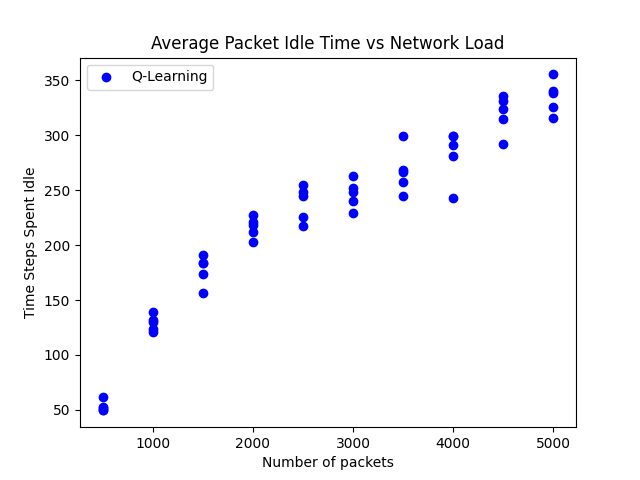 Average Packet Idle Time vs Network Load
Q-Learning
Time Steps Spent Idle
350
300
250
200
150
100
50
1000 2000 3000 4000 5000
Number of packets